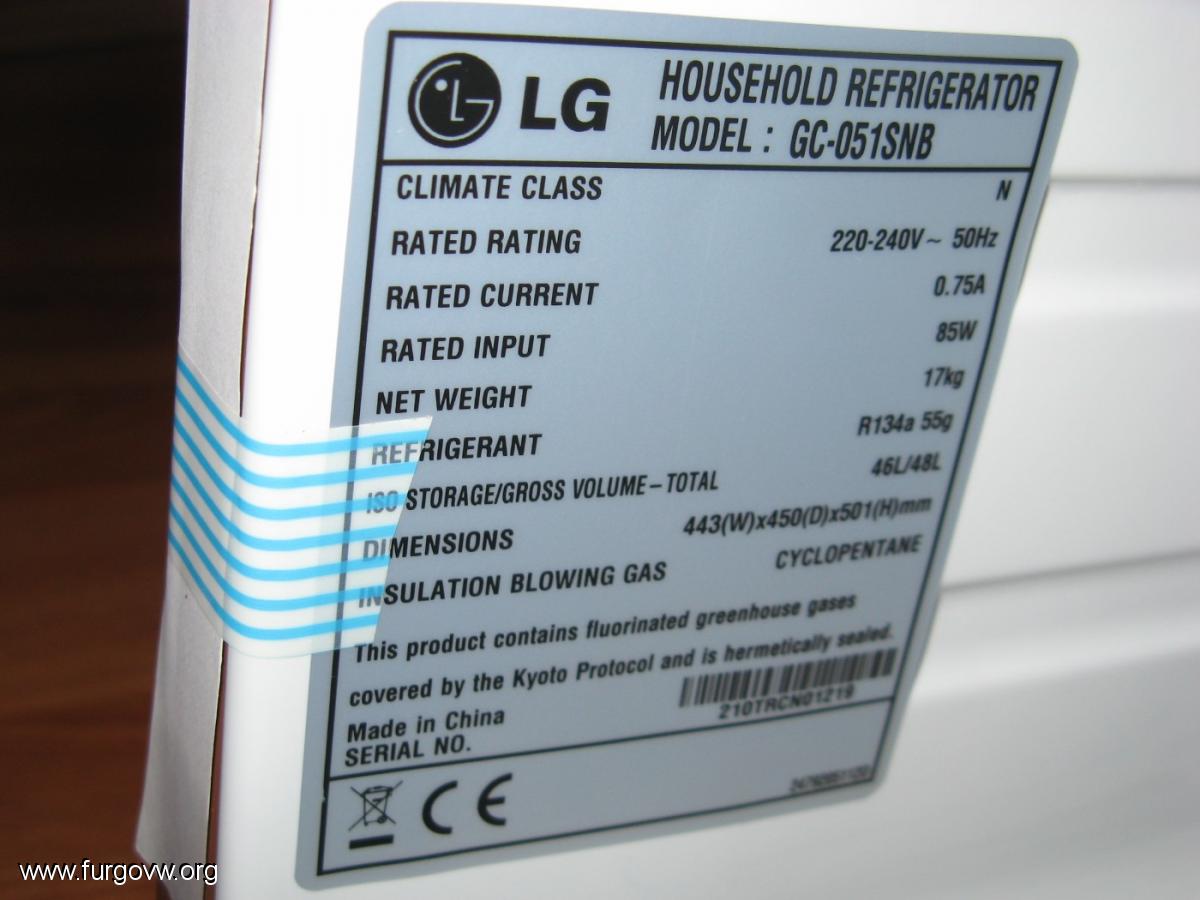 LG
HOUSEHOLD REFRIGERATOR
MODEL : GC-051SNB
CLIMATE CLASS N
RATED RATING 220-240V~ 50Hz
RATED CURRENT 0.75A
RATED INPUT 85W
NET WEIGHT 17kg
REFRIGERANT R134a 55g
ISO STORAGE/GROSS VOLUME-TOTAL 46L/48L
DIMENSIONS 443(W)x450(D)x501(H)mm
INSULATION BLOWING GAS CYCLOPENTANE
This product contains fluorinated greenhouse gases
covered by the Kyoto Protocol and is hermetically sealed.
Made in China
SERIAL NO. 210TRCN01219
CE
www.furgovw.org